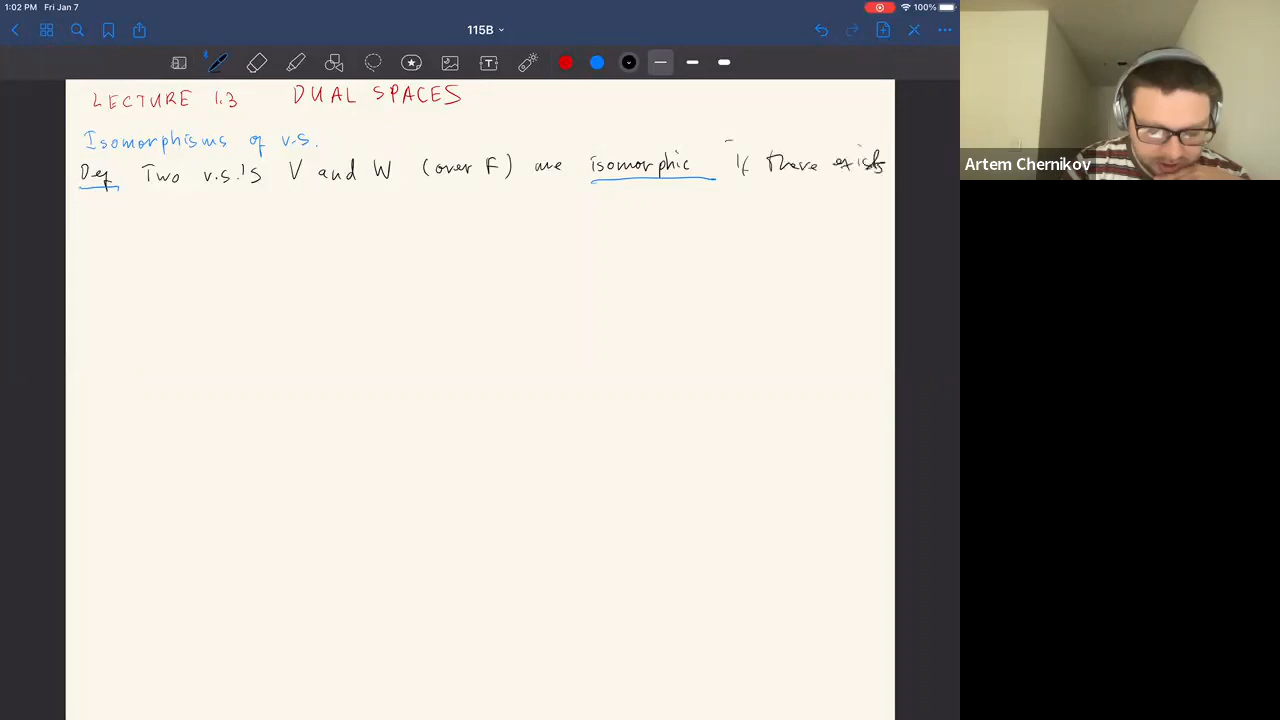 1:02 PM Fri Jan 7
100%
115B
LECTURE 1.3 DUAL SPACES
Isomorphisms of v.s.
Def Two v.s.'s V and W (over F) are isomorphic if there exists
Artem Chernikov